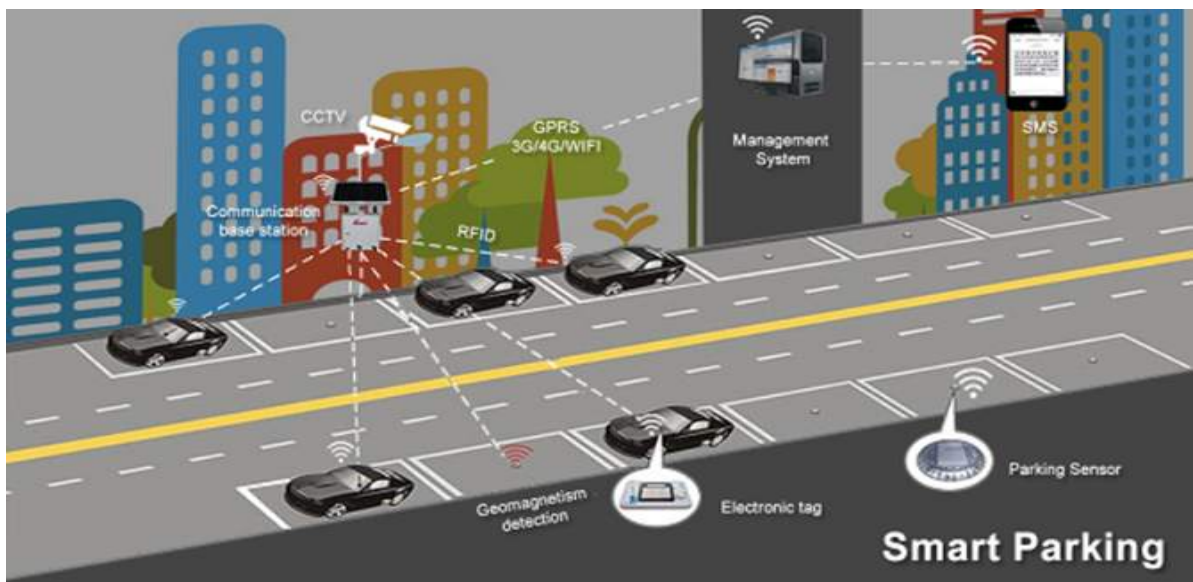 CCTV
GPRS
3G/4G/WIFI
Management
System
SMS
Communication
base station
RFID
Geomagnetism
detection
Electronic tag
Parking Sensor
Smart Parking